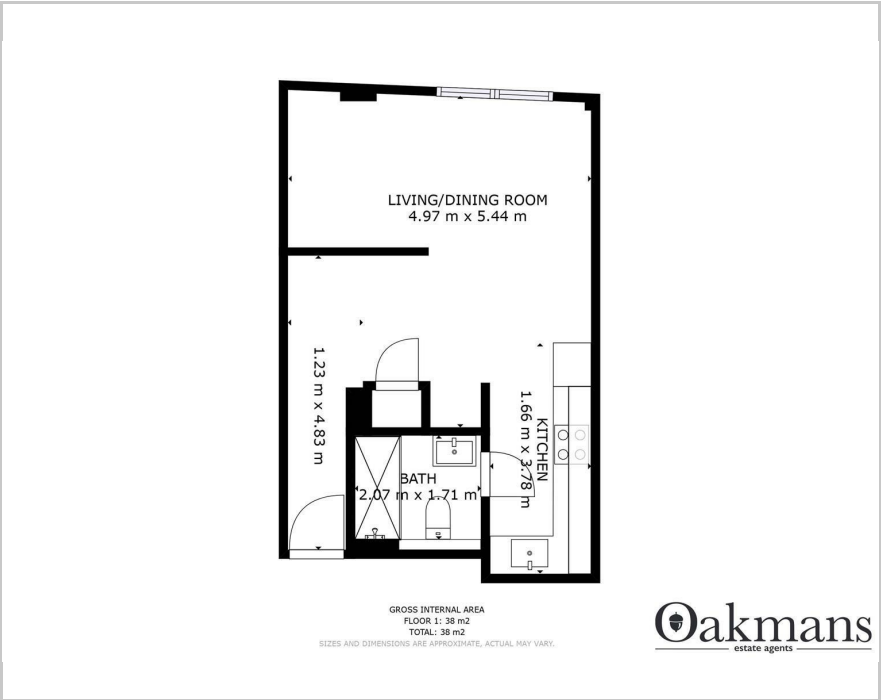 LIVING/DINING ROOM
4.97 m x 5.44 m
1.23 m x 4.83 m
KITCHEN
1.66 m x 3.78 m
BATH
2.07 m x 1.71 m
GROSS INTERNAL AREA
FLOOR 1: 38 m2
TOTAL: 38 m2
SIZES AND DIMENSIONS ARE APPROXIMATE, ACTUAL MAY VARY.
Oakmans
estate agents